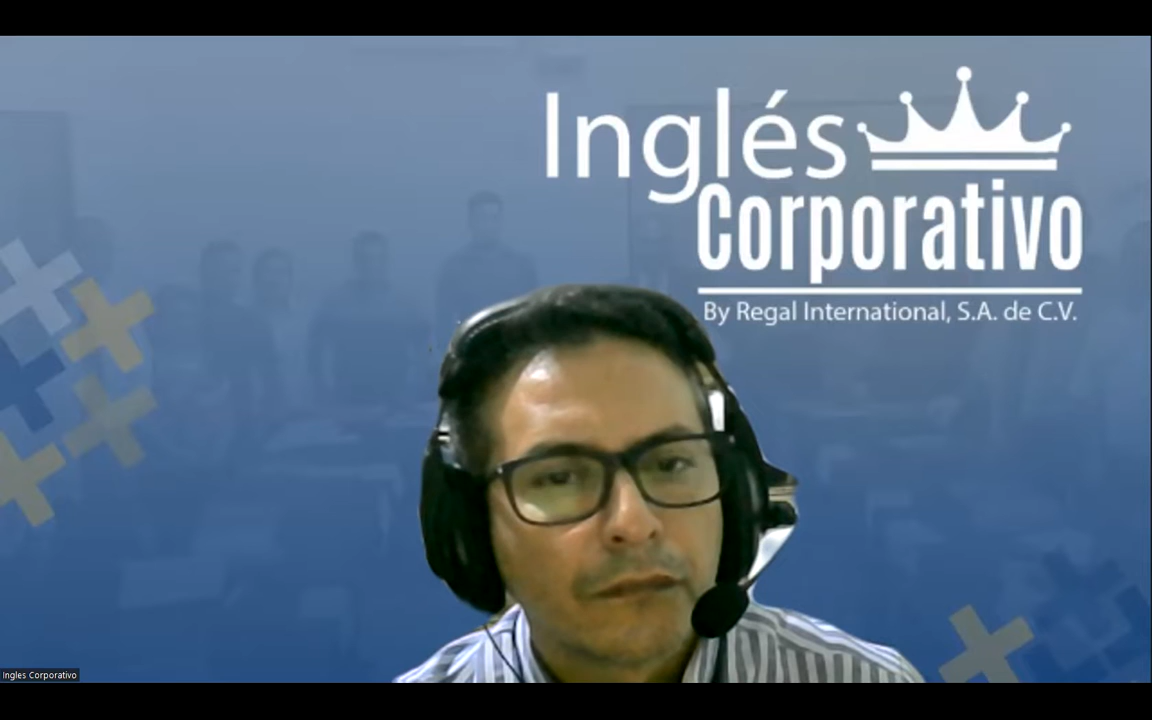 Inglés
Corporativo
By Regal International, S.A. de C.V.
Ingles Corporativo